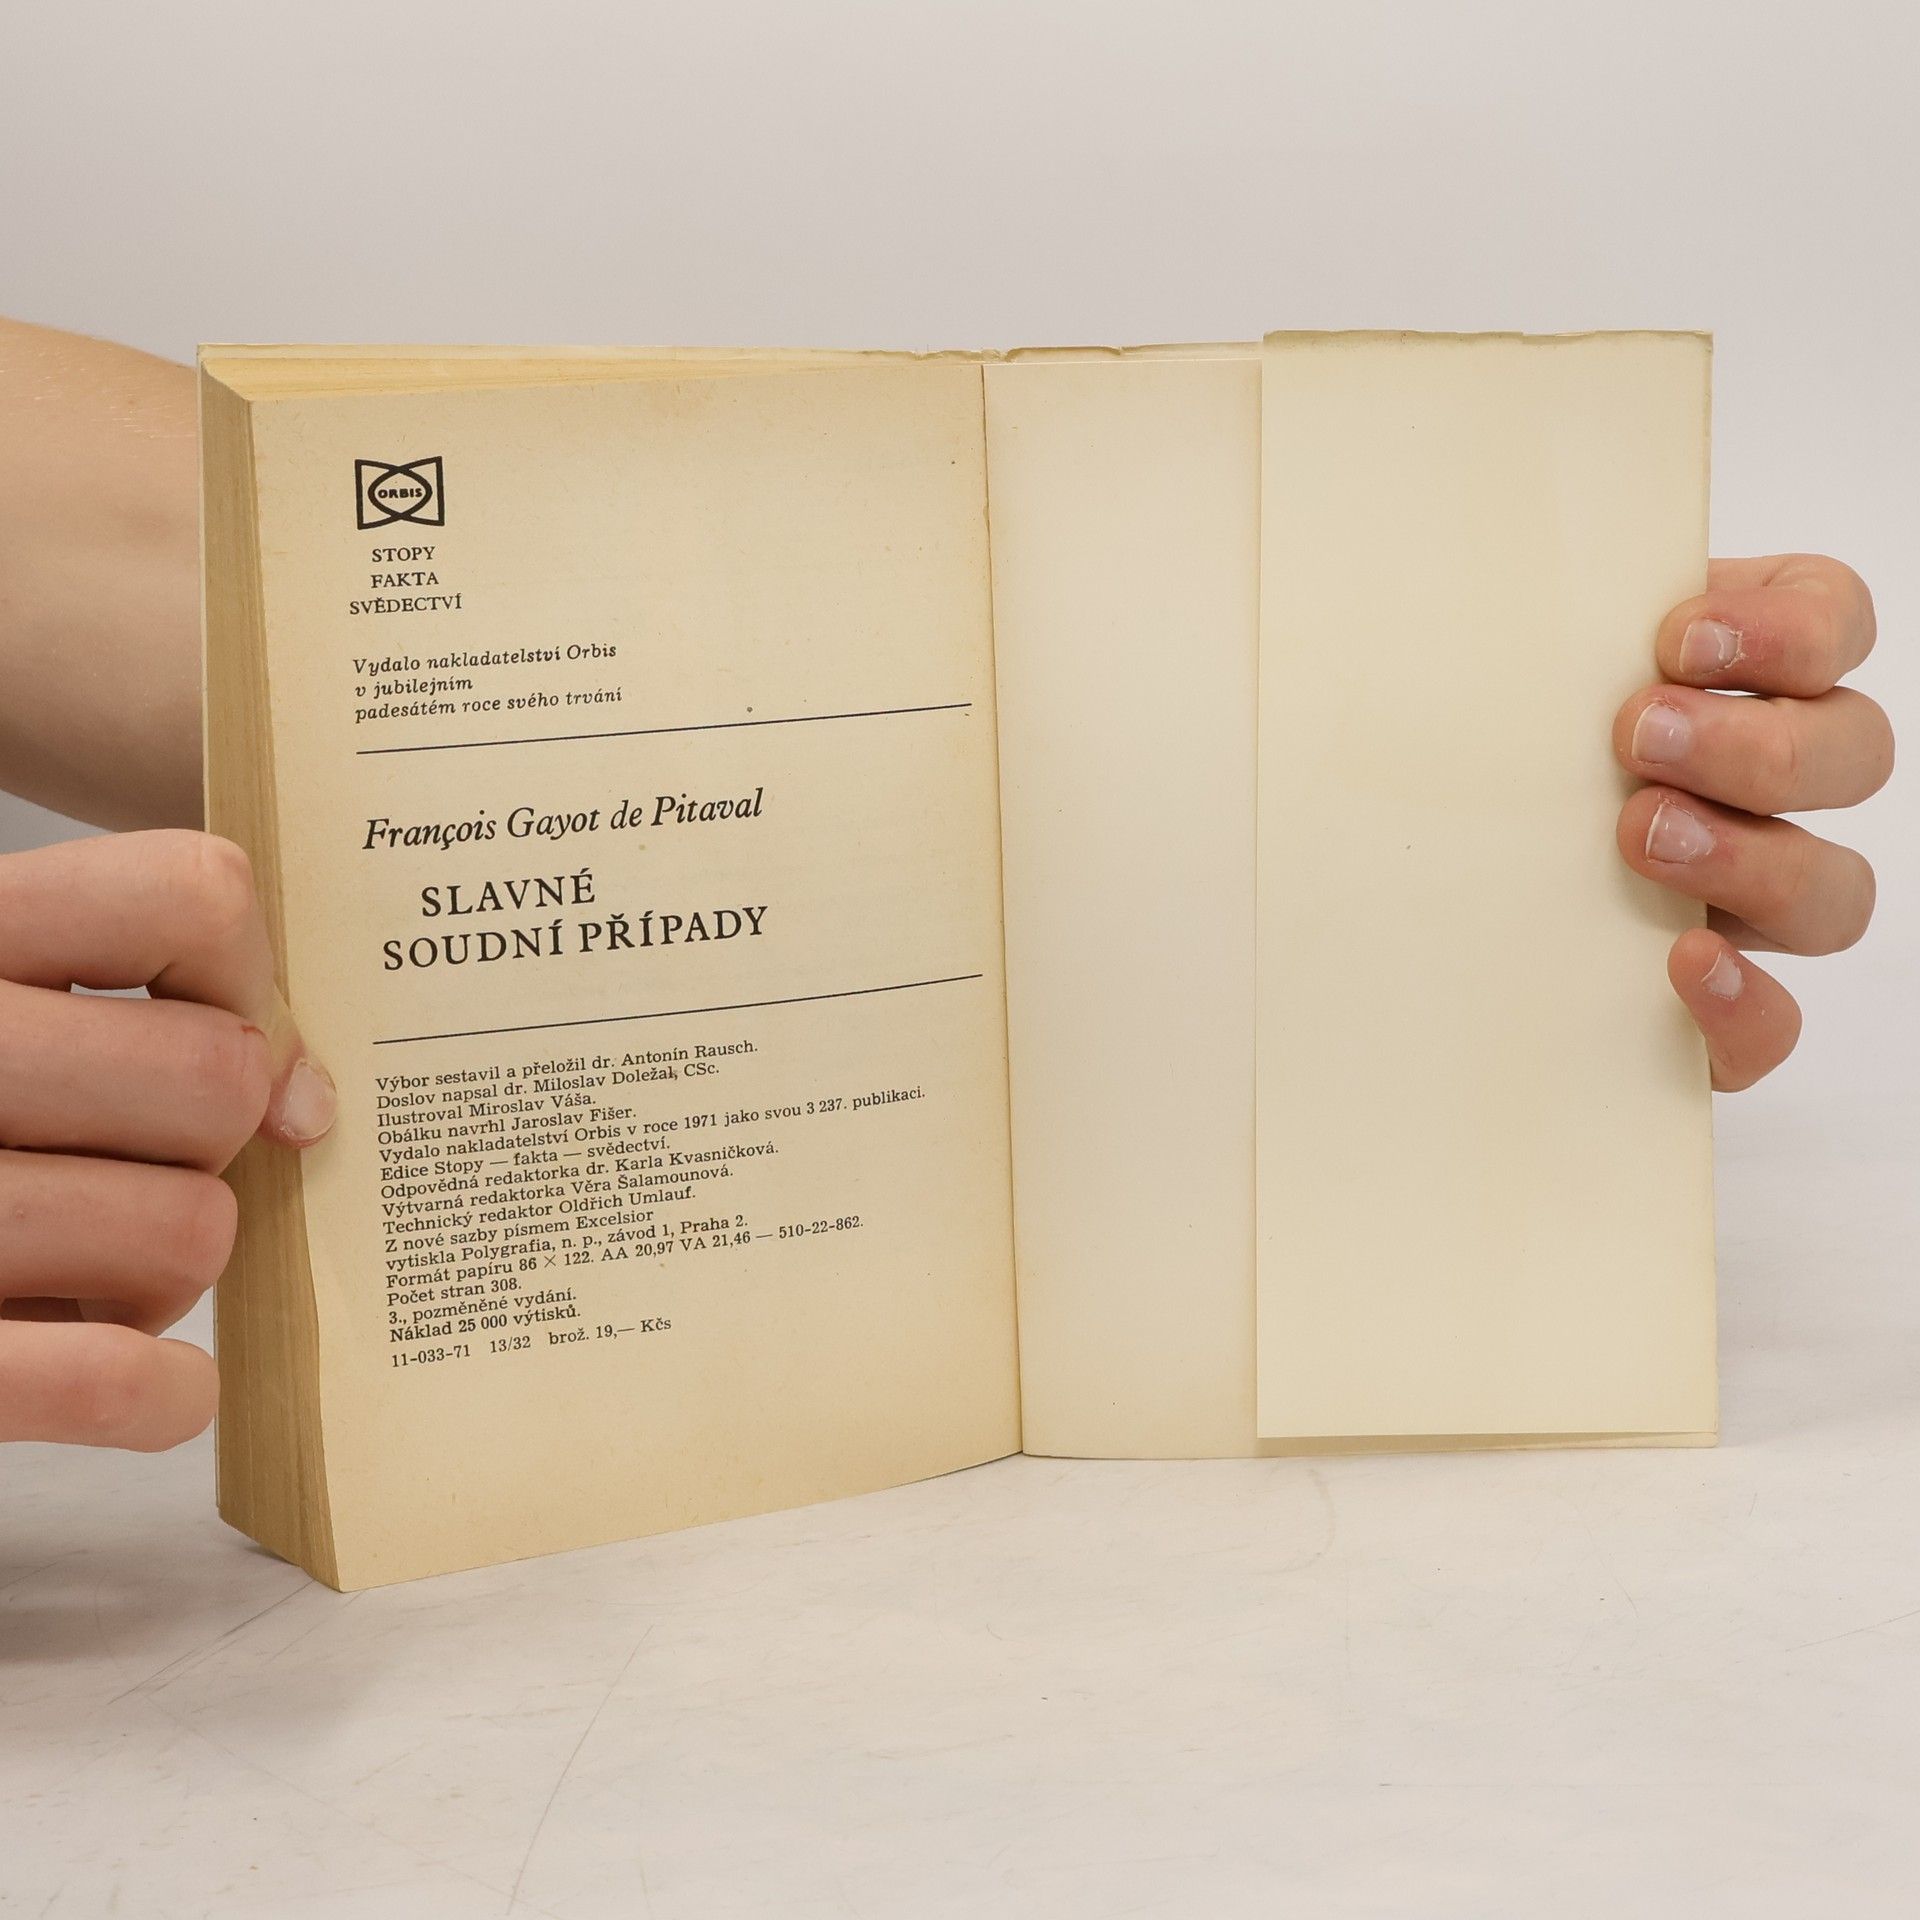 ORBIS
STOPY
FAKTA
SVĚDECTVÍ
Vydalo nakladatelství Orbis
v jubilejním
padesátém roce svého trvání
François Gayot de Pitaval
SLAVNÉ
SOUDNÍ PŘÍPADY
Výbor sestavil a přeložil dr. Antonín Rausch.
Doslov napsal dr. Miloslav Doležal, CSc.
Ilustroval Miroslav Váša.
Obálku navrhl Jaroslav Fišer.
Vydalo nakladatelství Orbis v roce 1971 jako svou 3 237. publikaci.
Edice Stopy — fakta — svědectví.
Odpovědná redaktorka dr. Karla Kvasničková.
Výtvarná redaktorka Věra Šalamounová.
Technický redaktor Oldřich Umlauf.
Z nové sazby písmem Excelsior
vytiskla Polygrafia, n. p., závod 1, Praha 2.
Formát papíru 86 × 122. AA 20,97 VA 21,46 — 510-22-862.
Počet stran 308.
3., pozměněné vydání.
Náklad 25 000 výtisků.
11-033-71 13/32 brož. 19,— Kčs